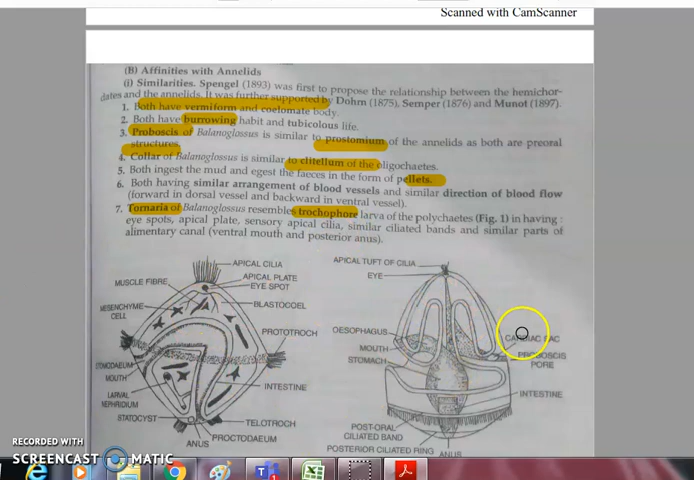 Scanned with CamScanner
(B) Affinities with Annelids
(i) Similarities. Spengel (1893) was first to propose the relationship between the hemichor-
dates and the annelids. It was further supported by Dohm (1875), Semper (1876) and Munot (1897).
1. Both have vermiform and coelomate body.
2. Both have burrowing habit and tubicolous life.
3. Proboscis of Balanoglossus is similar to prostomium of the annelids as both are preoral
structures.
4. Collar of Balanoglossus is similar to clitellum of the oligochaetes.
5. Both ingest the mud and egest the faeces in the form of pellets.
6. Both having similar arrangement of blood vessels and similar direction of blood flow
(forward in dorsal vessel and backward in ventral vessel).
7. Tornaria of Balanoglossus resembles trochophore larva of the polychaetes (Fig. 1) in having :
eye spots, apical plate, sensory apical cilia, similar ciliated bands and similar parts of
alimentary canal (ventral mouth and posterior anus).
APICAL CILIA
APICAL PLATE
EYE SPOT
MUSCLE FIBRE
BLASTOCOEL
MESENCHYME
CELL
PROTOTROCH
STOMODAEUM
MOUTH
INTESTINE
LARVAL
NEPHRIDIUM
STATOCYST
TELOTROCH
PROCTODAEUM
ANUS
APICAL TUFT OF CILIA
EYE
OESOPHAGUS
CARDIAC SAC
MOUTH
PROBOSCIS
PORE
STOMACH
INTESTINE
POST-ORAL
CILIATED BAND
POSTERIOR CILIATED RING
ANUS
RECORDED WITH
SCREENCAST MATIC